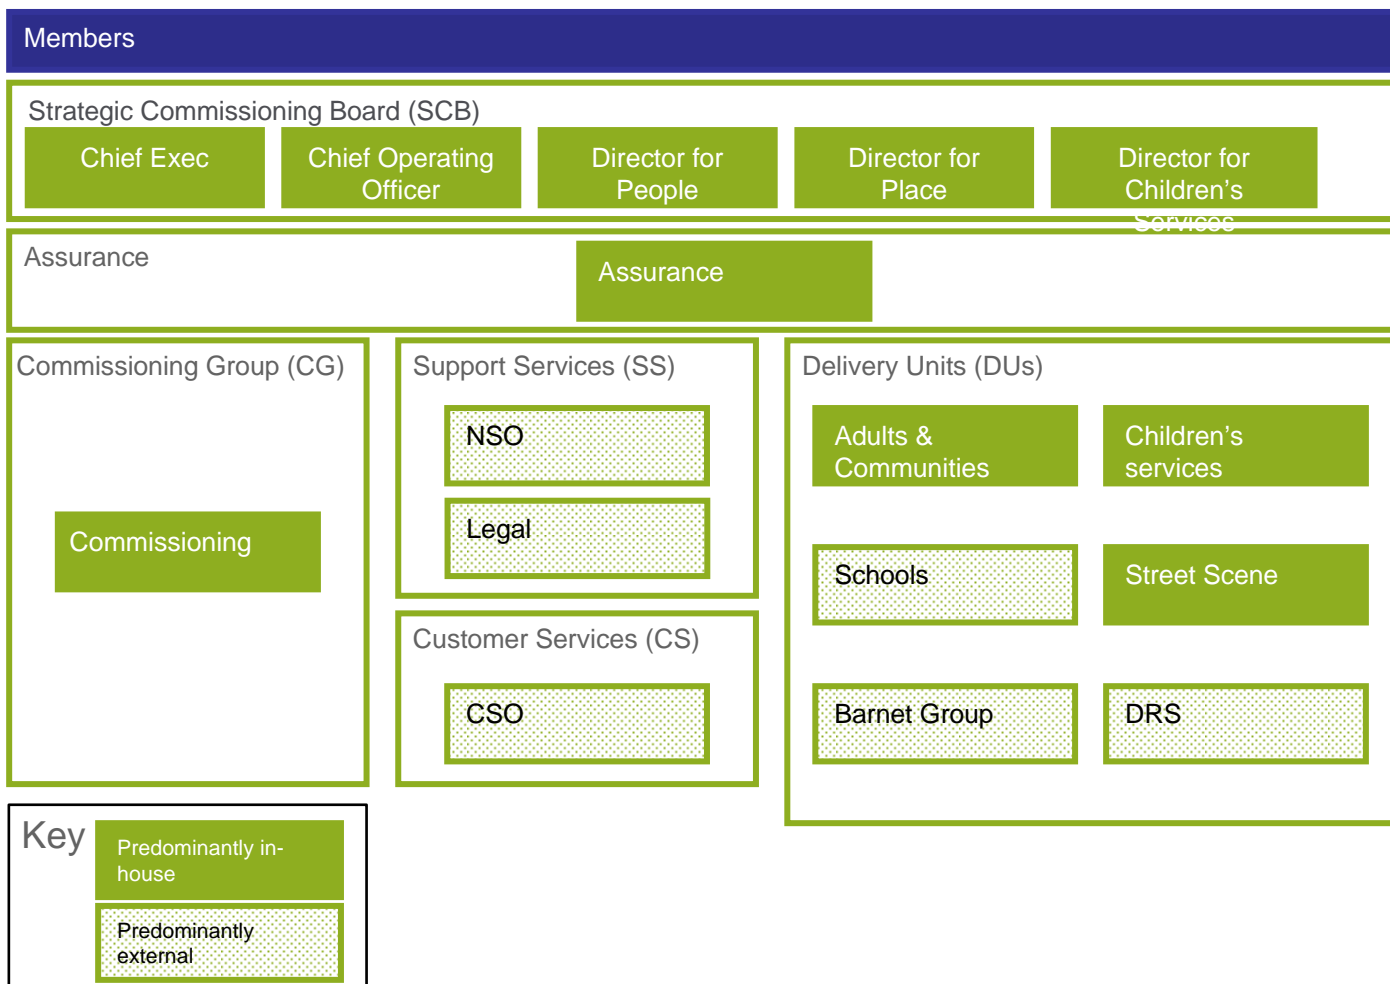 Members
Strategic Commissioning Board (SCB)
Chief Exec
Chief Operating
Officer
Director for
People
Director for
Place
Director for
Children's
Services
Assurance
Assurance
Commissioning Group (CG)
Commissioning
Support Services (SS)
NSO
Legal
Customer Services (CS)
CSO
Delivery Units (DUs)
Adults &
Communities
Children's
services
Schools
Street Scene
Barnet Group
DRS
Key
Predominantly in-
house
Predominantly
external